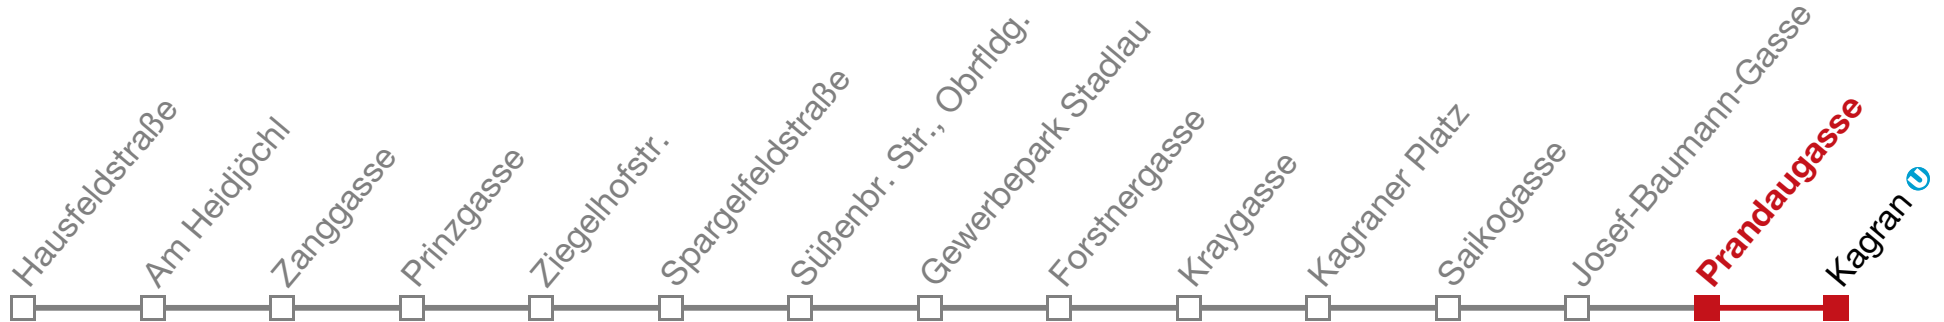 Hausfeldstraße
Am Heidjöchl
Zanggasse
Prinzgasse
Ziegelhofstr.
Spargelfeldstraße
Süßenbr. Str., Obrfldg.
Gewerbepark Stadlau
Forstnergasse
Kraygasse
Kagraner Platz
Saikogasse
Josef-Baumann-Gasse
Prandaugasse
Kagran U